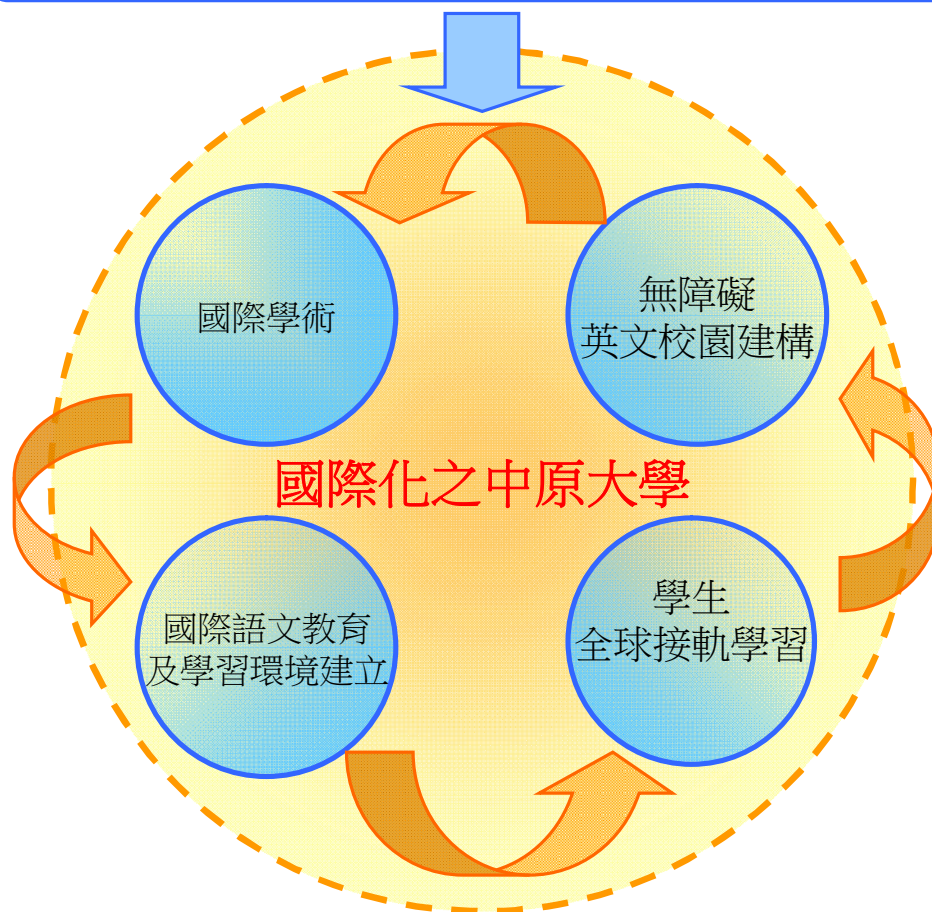 國際學術
無障礙
英文校園建構
國際化之中原大學
國際語文教育
及學習環境建立
學生
全球接軌學習